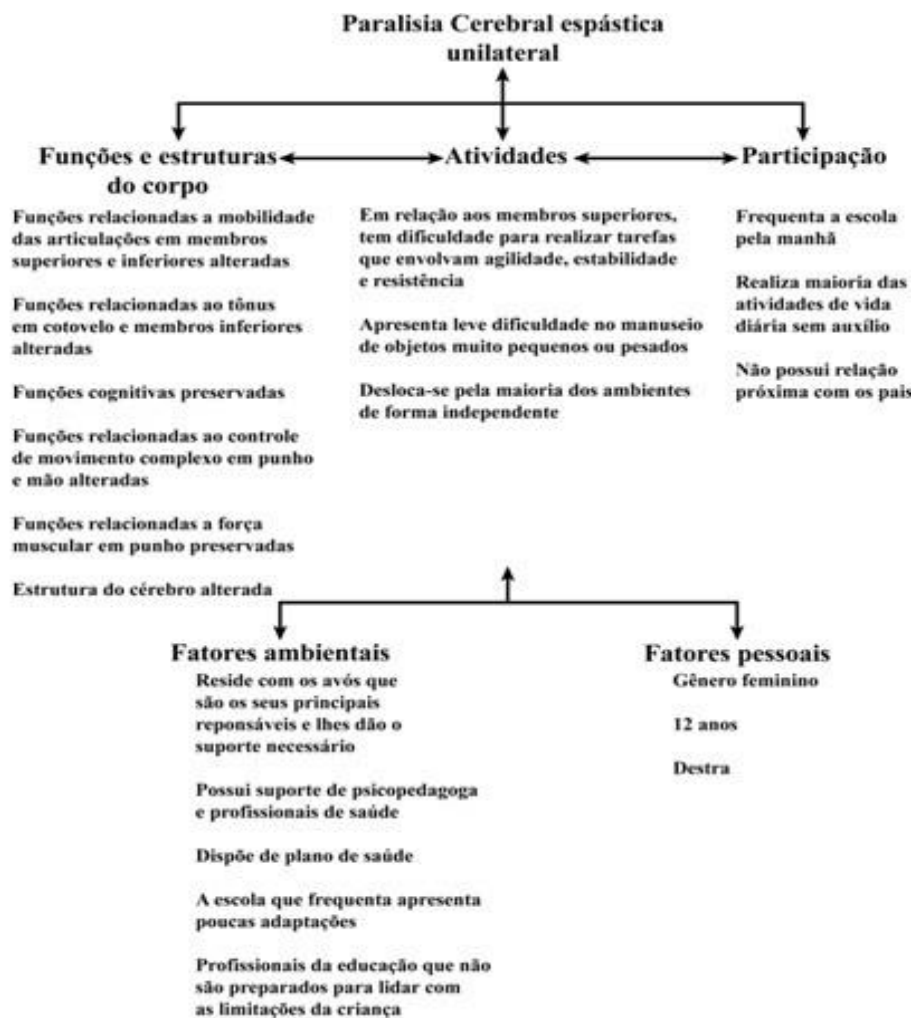 Paralisia Cerebral espástica
unilateral
Funções e estruturas
do corpo
Funções relacionadas a mobilidade
das articulações em membros
superiores e inferiores alteradas
Funções relacionadas ao tônus
em cotovelo e membros inferiores
alteradas
Funções cognitivas preservadas
Funções relacionadas ao controle
de movimento complexo em punho
e mão alteradas
Funções relacionadas a força
muscular em punho preservadas
Estrutura do cérebro alterada
Atividades
Em relação aos membros superiores,
tem dificuldade para realizar tarefas
que envolvam agilidade, estabilidade
e resistência
Apresenta leve dificuldade no manuseio
de objetos muito pequenos ou pesados
Desloca-se pela maioria dos ambientes
de forma independente
Participação
Frequenta a escola
pela manhã
Realiza maioria das
atividades de vida
diária sem auxílio
Não possui relação
próxima com os pais
Fatores ambientais
Reside com os avós que
são os seus principais
reponsáveis e lhes dão o
suporte necessário
Possui suporte de psicopedagoga
e profissionais de saúde
Dispõe de plano de saúde
A escola que frequenta apresenta
poucas adaptações
Profissionais da educação que não
são preparados para lidar com
as limitações da criança
Fatores pessoais
Gênero feminino
12 anos
Destra